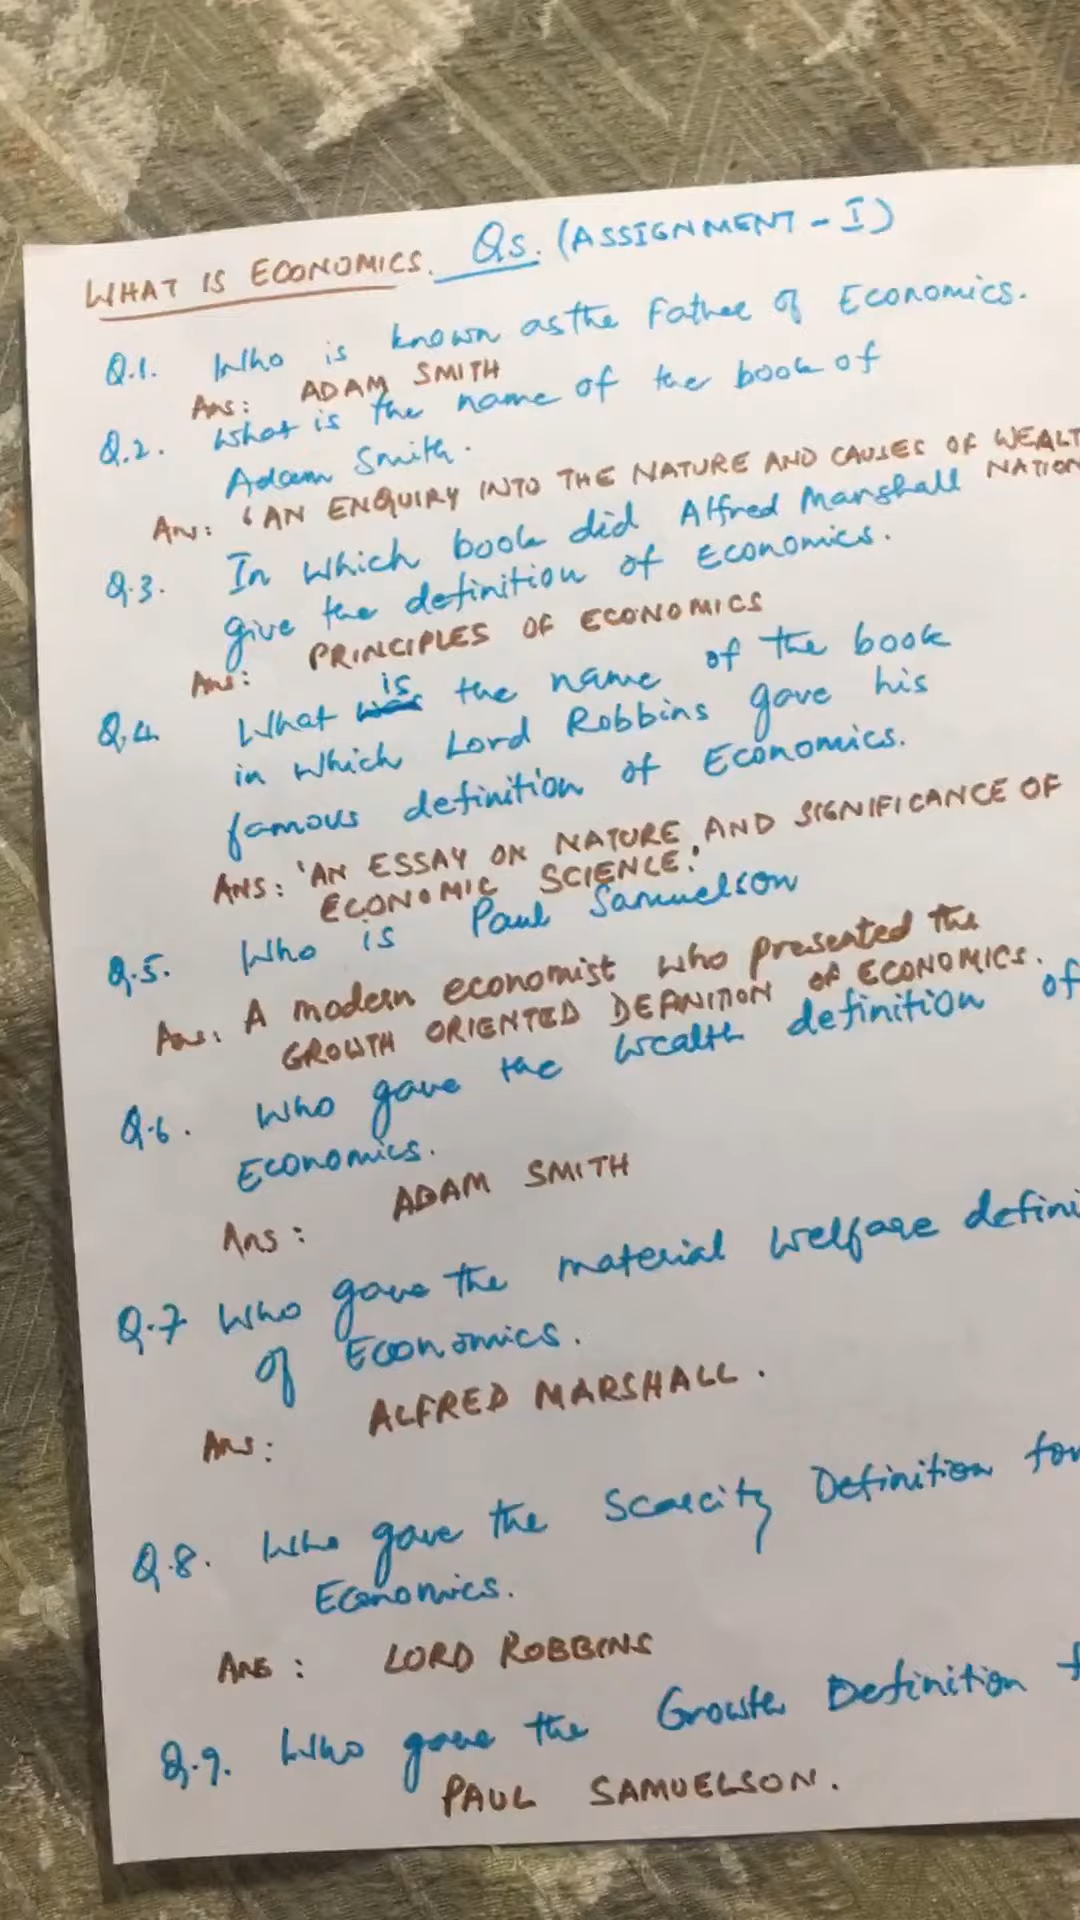 WHAT IS ECONOMICS. Qs. (ASSIGNMENT - I)
Q.1. Who is known as the Father of Economics.
Ans: ADAM SMITH
Q.2. What is the name of the book of
Adam Smith.
Ans: 'AN ENQUIRY INTO THE NATURE AND CAUSES OF WEALT
NATION
Q.3. In which book did Alfred Marshall
give the definition of Economics.
Ans: PRINCIPLES OF ECONOMICS
Q.4. What is the name of the book
in which Lord Robbins gave his
famous definition of Economics.
ANS: 'AN ESSAY ON NATURE AND SIGNIFICANCE OF
ECONOMIC SCIENCE.'
Q.5. Who is Paul Samuelson
Ans: A modern economist who presented the
GROWTH ORIENTED DEFINITION OF ECONOMICS.
Q.6. Who gave the wealth definition of
Economics.
Ans: ADAM SMITH
Q.7 Who gave the material welfare defini
of Economics.
Ans: ALFRED MARSHALL.
Q.8. Who gave the Scarcity Definition for
Economics.
Ans: LORD ROBBINS
Q.9. Who gave the Growth Definition f
PAUL SAMUELSON.